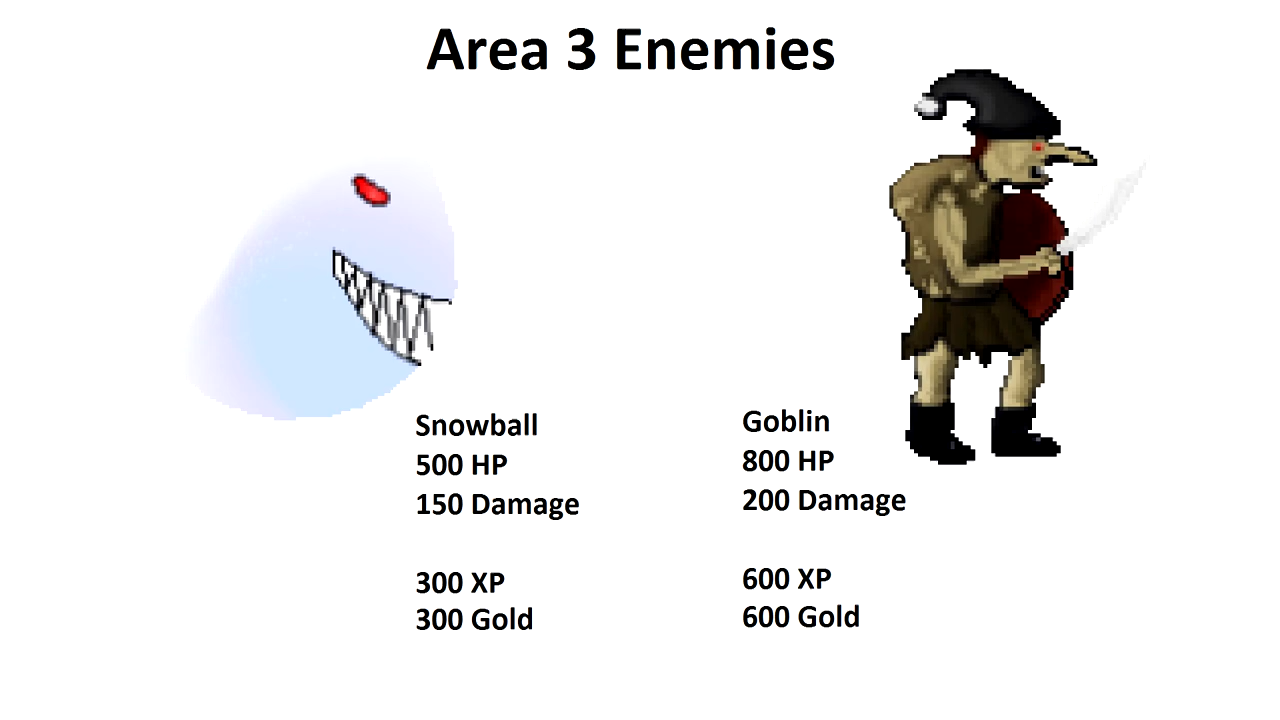 Area 3 Enemies
Snowball
500 HP
150 Damage
300 XP
300 Gold
Goblin
800 HP
200 Damage
600 XP
600 Gold